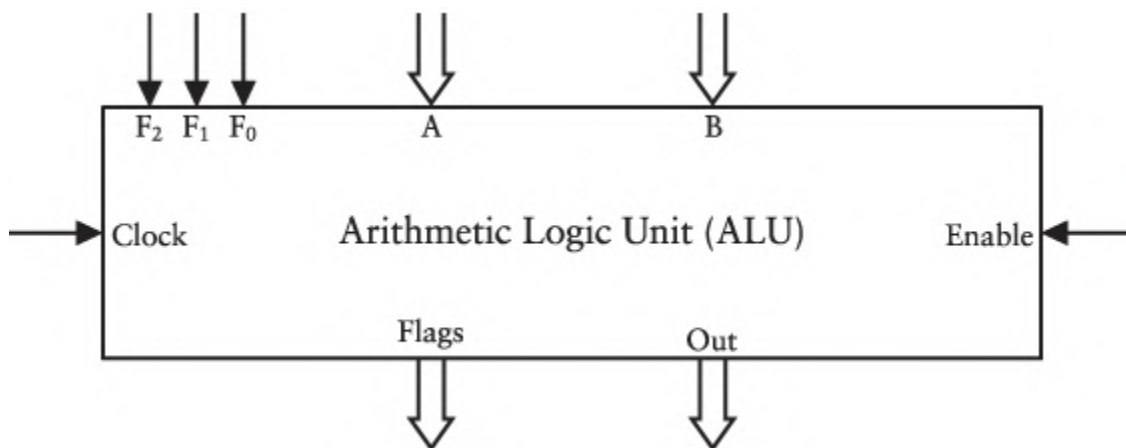 F₂ F₁ F₀ A B
Clock Arithmetic Logic Unit (ALU) Enable
Flags Out